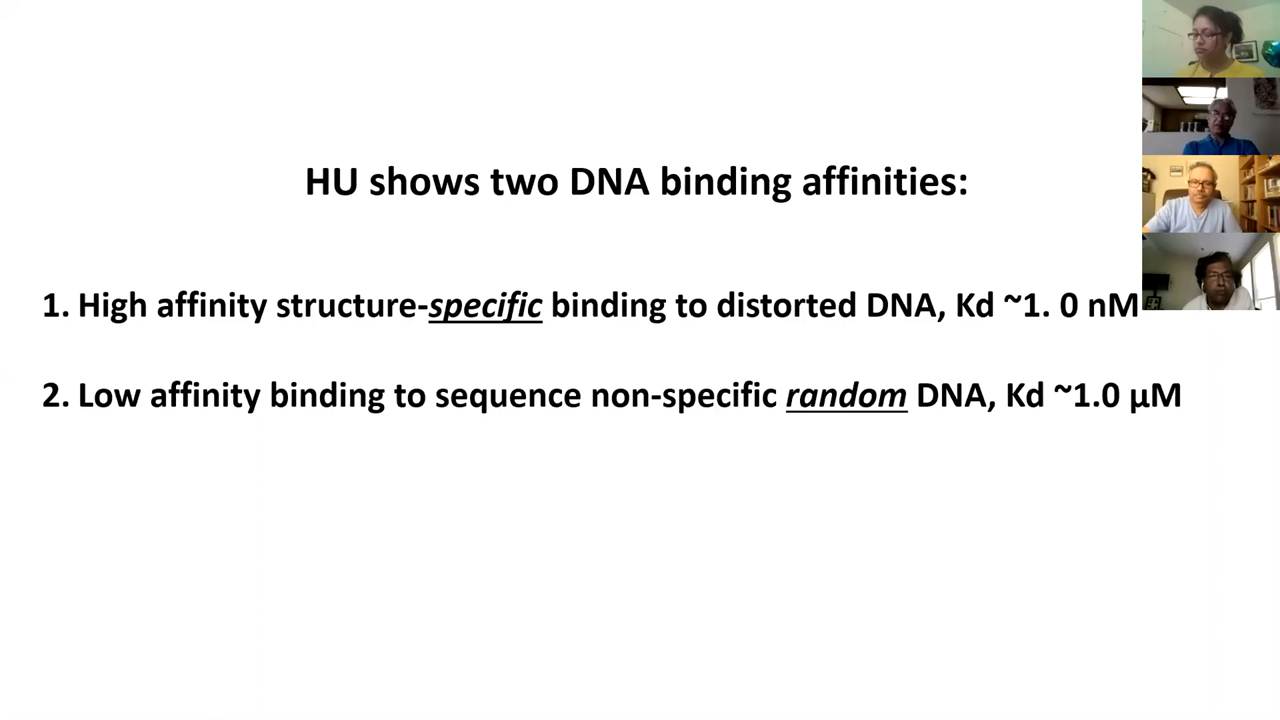 HU shows two DNA binding affinities:
1. High affinity structure-specific binding to distorted DNA, Kd ~1. 0 nM
2. Low affinity binding to sequence non-specific random DNA, Kd ~1.0 µM